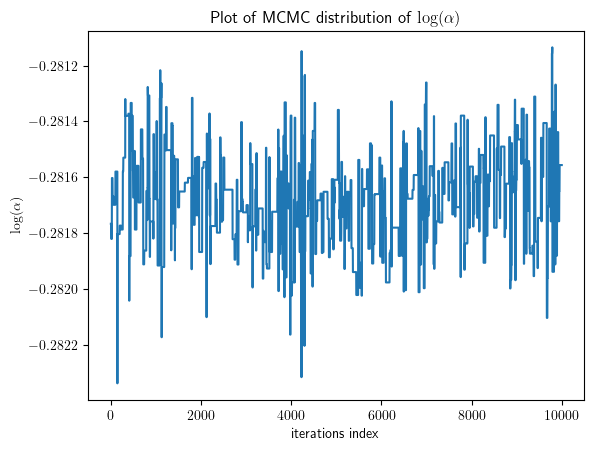 Plot of MCMC distribution of log(α)
log(α)
−0.2812
−0.2814
−0.2816
−0.2818
−0.2820
−0.2822
0 2000 4000 6000 8000 10000
iterations index